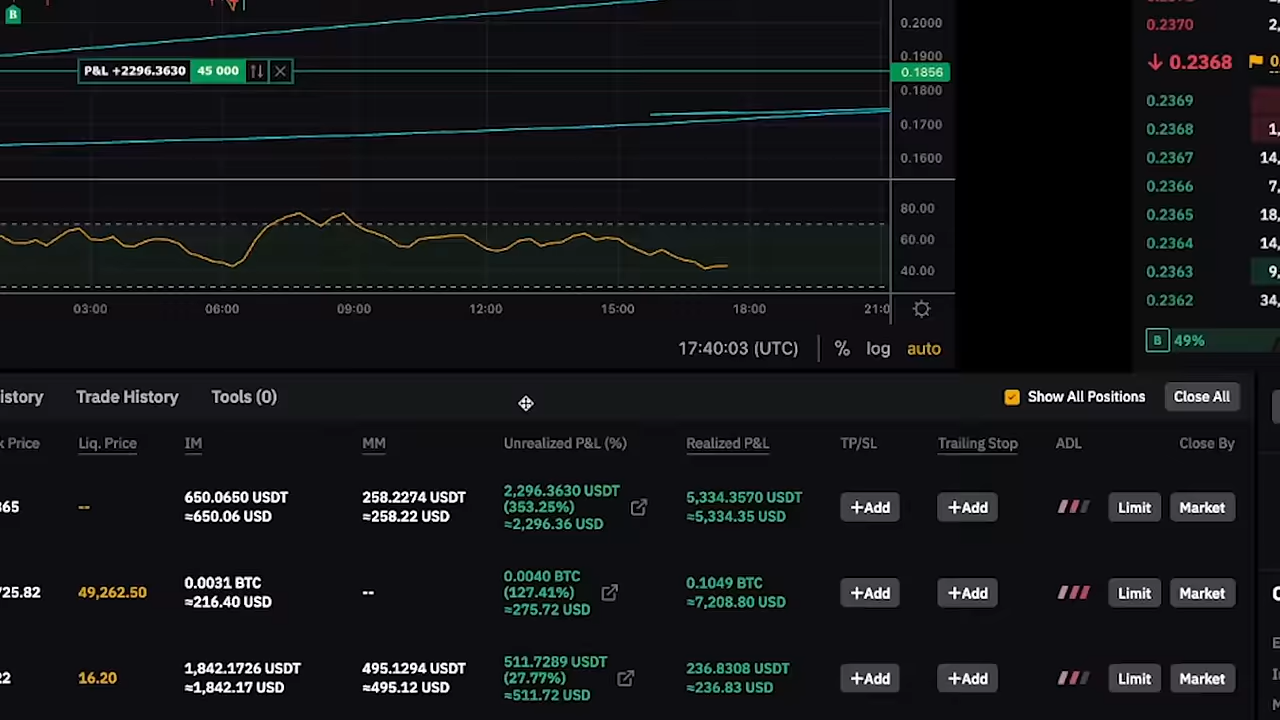 B
0.2000
0.2370
2,
0.1900
0.2368
P&L +2296.3630 45 000
0.1856
0.1800
0.2369
0.2368
1,
0.1700
0.2367
14,
0.1600
0.2366
7,
80.00
0.2365
18,
60.00
0.2364
14,
40.00
0.2363
9,
0.2362
34,
03:00 06:00 09:00 12:00 15:00 18:00 21:0
B 49%
17:40:03 (UTC) % log auto
istory Trade History Tools (0) Show All Positions Close All
Price Liq. Price IM MM Unrealized P&L (%) Realized P&L TP/SL Trailing Stop ADL Close By
365 -- 650.0650 USDT 258.2274 USDT 2,296.3630 USDT 5,334.3570 USDT +Add +Add Limit Market
(353.25%)
≈650.06 USD ≈258.22 USD ≈2,296.36 USD ≈5,334.35 USD
725.82 49,262.50 0.0031 BTC -- 0.0040 BTC 0.1049 BTC +Add +Add Limit Market
(127.41%)
≈216.40 USD ≈275.72 USD ≈7,208.80 USD
22 16.20 1,842.1726 USDT 495.1294 USDT 511.7289 USDT 236.8308 USDT +Add +Add Limit Market
(27.77%)
≈1,842.17 USD ≈495.12 USD ≈511.72 USD ≈236.83 USD